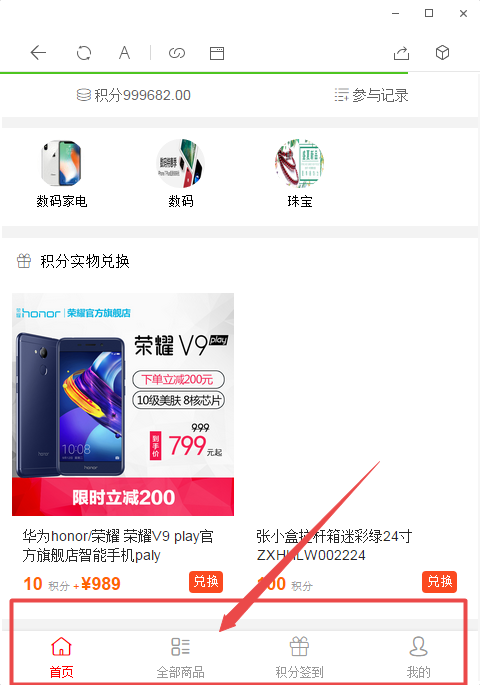 A
积分999682.00
参与记录
数码家电
数码
珠宝
积分实物兑换
荣耀 honor | 荣耀官方旗舰店
荣耀 V9 play
下单立减200元
10级美肤 8核芯片
999
到手价 799元起
10:08
honor
限时立减200
华为honor/荣耀 荣耀V9 play官
方旗舰店智能手机paly
10 积分 + ¥989
兑换
张小盒拉杆箱迷彩绿24寸
ZXHHLW002224
00 积分
兑换
首页
全部商品
积分签到
我的